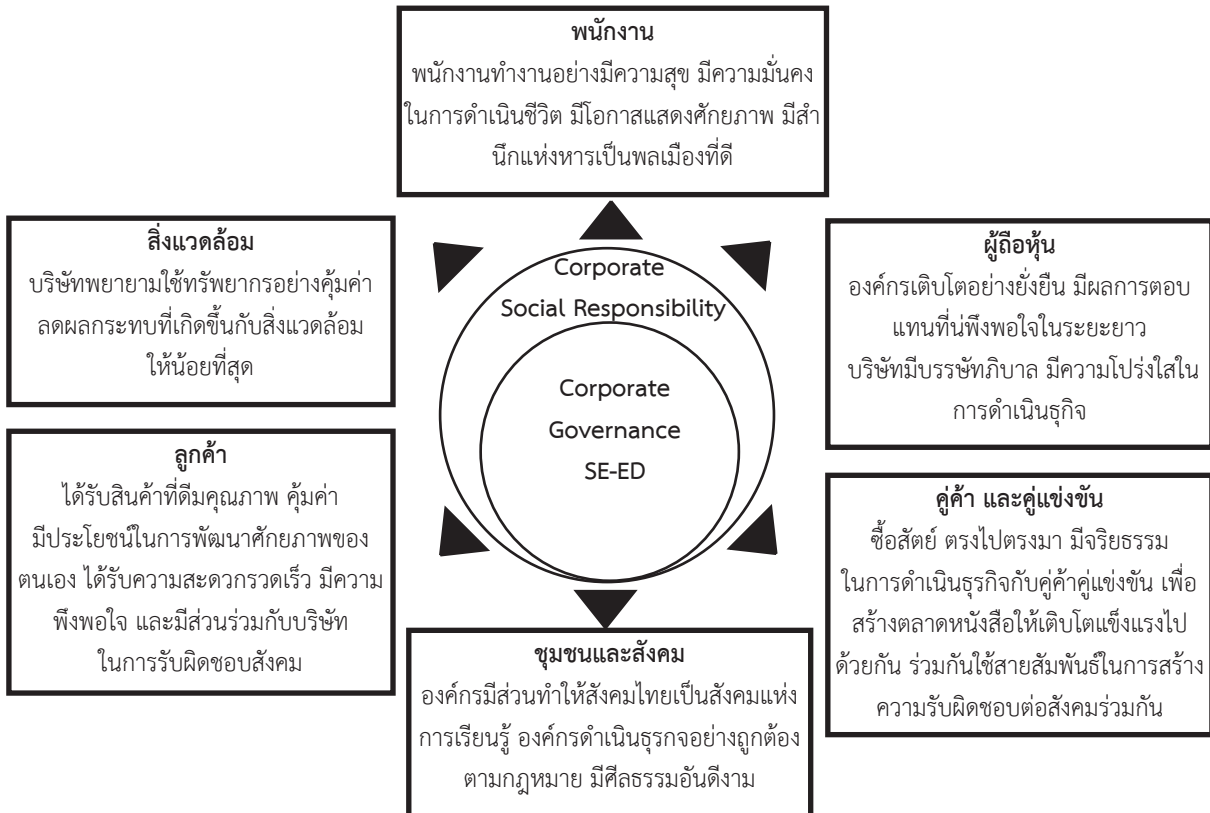 พนักงาน
พนักงานทำงานอย่างมีความสุข มีความมั่นคง
ในการดำเนินชีวิต มีโอกาสแสดงศักยภาพ มีสำ
นึกแห่งหารเป็นพลเมืองที่ดี
สิ่งแวดล้อม
บริษัทพยายามใช้ทรัพยากรอย่างคุ้มค่า
ลดผลกระทบที่เกิดขึ้นกับสิ่งแวดล้อม
ให้น้อยที่สุด
Corporate
Social Responsibility
Corporate
Governance
SE-ED
ผู้ถือหุ้น
องค์กรเติบโตอย่างยั่งยืน มีผลการตอบ
แทนที่น่พึงพอใจในระยะยาว
บริษัทมีบรรษัทภิบาล มีความโปร่งใสใน
การดำเนินธุกิจ
ลูกค้า
ได้รับสินค้าที่ดีมคุณภาพ คุ้มค่า
มีประโยชน์ในการพัฒนาศักยภาพของ
ตนเอง ได้รับความสะดวกรวดเร็ว มีความ
พึงพอใจ และมีส่วนร่วมกับบริษัท
ในการรับผิดชอบสังคม
คู่ค้า และคู่แข่งขัน
ซื้อสัตย์ ตรงไปตรงมา มีจริยธรรม
ในการดำเนินธุรกิจกับคู่ค้าคู่แข่งขัน เพื่อ
สร้างตลาดหนังสือให้เติบโตแข็งแรงไป
ด้วยกัน ร่วมกันใช้สายสัมพันธ์ในการสร้าง
ความรับผิดชอบต่อสังคมร่วมกัน
ชุมชนและสังคม
องค์กรมีส่วนทำให้สังคมไทยเป็นสังคมแห่ง
การเรียนรู้ องค์กรดำเนินธุรกจอย่างถูกต้อง
ตามกฎหมาย มีศีลธรรมอันดีงาม